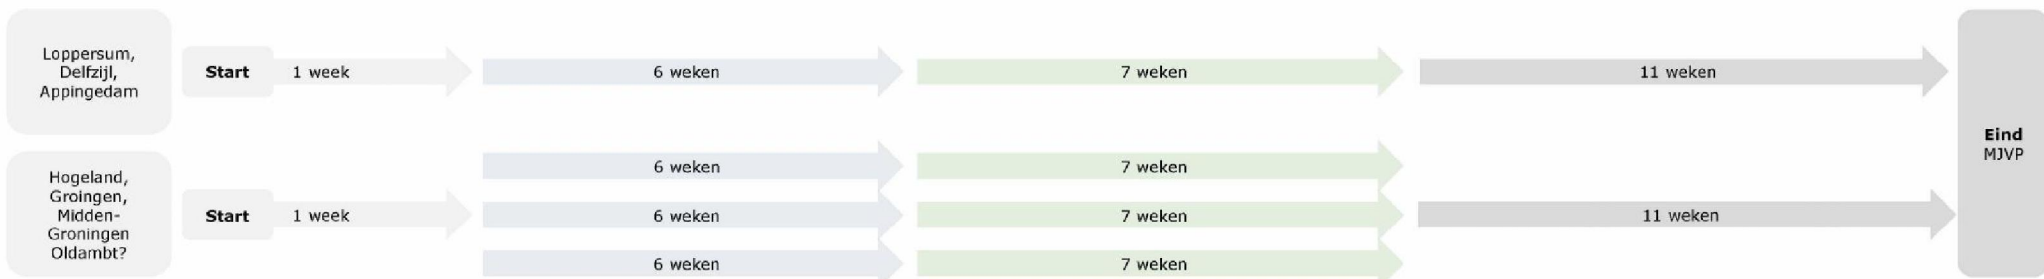 Loppersum,
Delfzijl,
Appingedam
Start
1 week
6 weken
7 weken
11 weken
Eind
MJVP
Hogeland,
Groingen,
Midden-
Groningen
Oldambt?
Start
1 week
6 weken
7 weken
6 weken
7 weken
11 weken
6 weken
7 weken